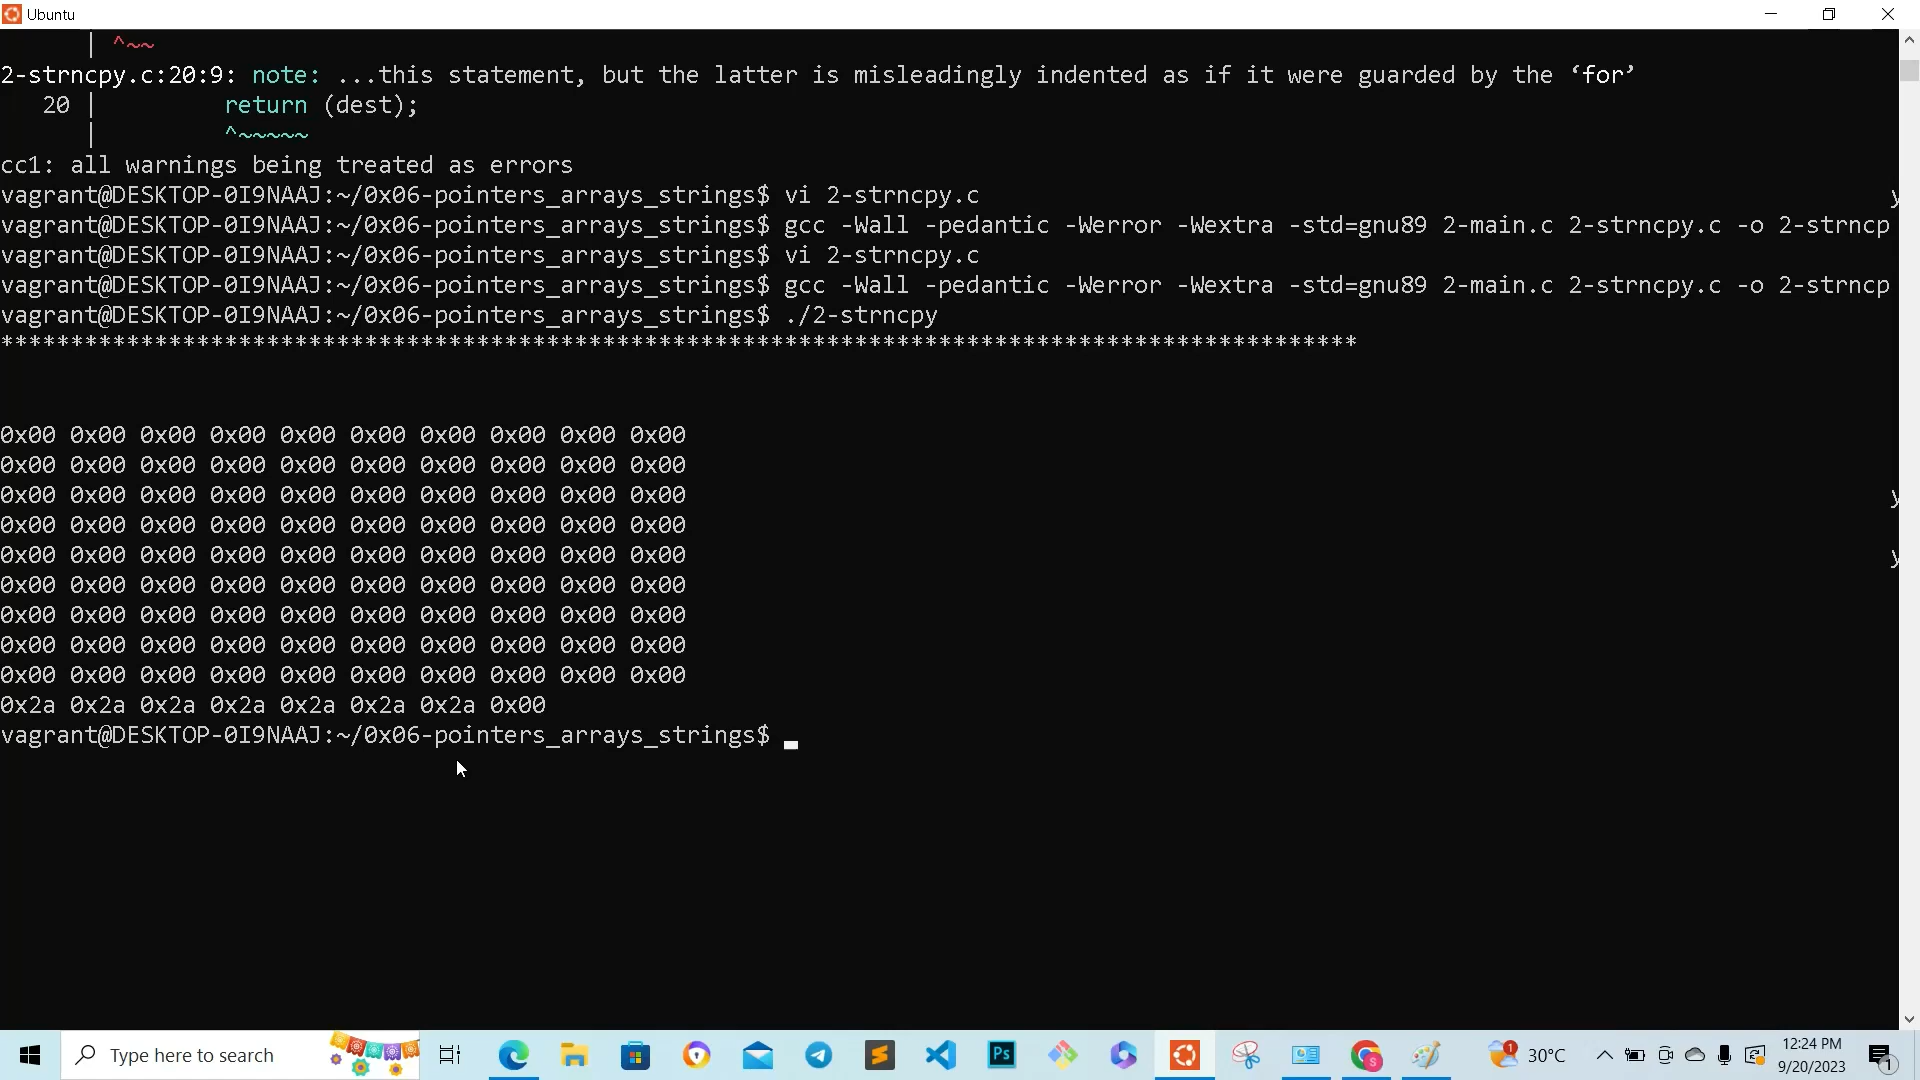 Ubuntu
| ^~~
2-strncpy.c:20:9: note: ...this statement, but the latter is misleadingly indented as if it were guarded by the ‘for’
20 | return (dest);
| ^~~~~~
cc1: all warnings being treated as errors
vagrant@DESKTOP-0I9NAAJ:~/0x06-pointers_arrays_strings$ vi 2-strncpy.c
y
vagrant@DESKTOP-0I9NAAJ:~/0x06-pointers_arrays_strings$ gcc -Wall -pedantic -Werror -Wextra -std=gnu89 2-main.c 2-strncpy.c -o 2-strncp
vagrant@DESKTOP-0I9NAAJ:~/0x06-pointers_arrays_strings$ vi 2-strncpy.c
vagrant@DESKTOP-0I9NAAJ:~/0x06-pointers_arrays_strings$ gcc -Wall -pedantic -Werror -Wextra -std=gnu89 2-main.c 2-strncpy.c -o 2-strncp
vagrant@DESKTOP-0I9NAAJ:~/0x06-pointers_arrays_strings$ ./2-strncpy
*************************************************************************************************
0x00 0x00 0x00 0x00 0x00 0x00 0x00 0x00 0x00 0x00
0x00 0x00 0x00 0x00 0x00 0x00 0x00 0x00 0x00 0x00
0x00 0x00 0x00 0x00 0x00 0x00 0x00 0x00 0x00 0x00
y
0x00 0x00 0x00 0x00 0x00 0x00 0x00 0x00 0x00 0x00
0x00 0x00 0x00 0x00 0x00 0x00 0x00 0x00 0x00 0x00
y
0x00 0x00 0x00 0x00 0x00 0x00 0x00 0x00 0x00 0x00
0x00 0x00 0x00 0x00 0x00 0x00 0x00 0x00 0x00 0x00
0x00 0x00 0x00 0x00 0x00 0x00 0x00 0x00 0x00 0x00
0x00 0x00 0x00 0x00 0x00 0x00 0x00 0x00 0x00 0x00
0x2a 0x2a 0x2a 0x2a 0x2a 0x2a 0x2a 0x00
vagrant@DESKTOP-0I9NAAJ:~/0x06-pointers_arrays_strings$
Type here to search
Ps
S
1
30°C
12:24 PM
9/20/2023
1